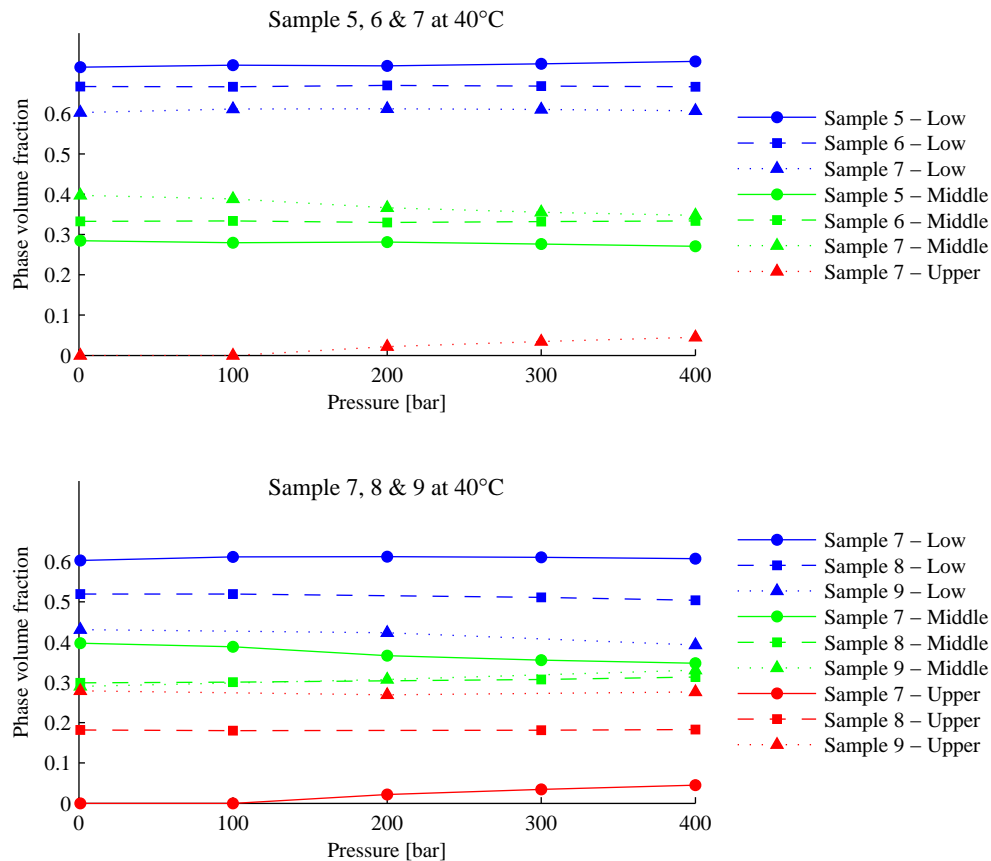 Sample 5, 6 & 7 at 40°C
Phase volume fraction
0.6
0.5
0.4
0.3
0.2
0.1
0
0 100 200 300 400
Pressure [bar]
Sample 5 – Low
Sample 6 – Low
Sample 7 – Low
Sample 5 – Middle
Sample 6 – Middle
Sample 7 – Middle
Sample 7 – Upper
Sample 7, 8 & 9 at 40°C
Phase volume fraction
0.6
0.5
0.4
0.3
0.2
0.1
0
0 100 200 300 400
Pressure [bar]
Sample 7 – Low
Sample 8 – Low
Sample 9 – Low
Sample 7 – Middle
Sample 8 – Middle
Sample 9 – Middle
Sample 7 – Upper
Sample 8 – Upper
Sample 9 – Upper